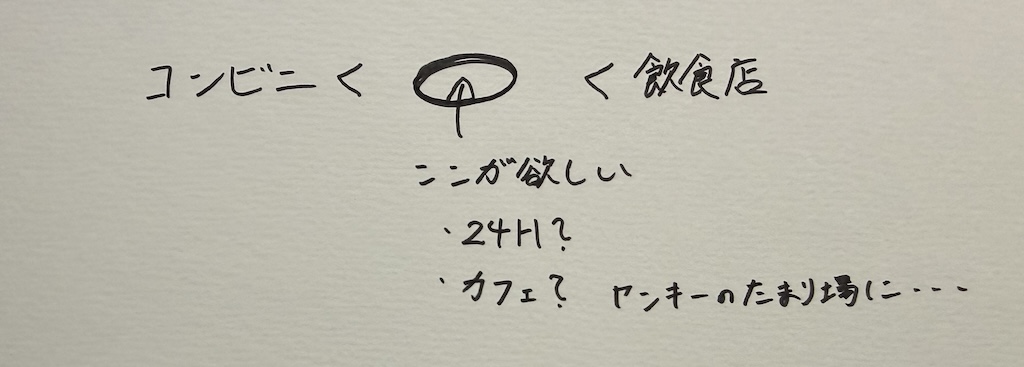 コンビニ < < 飲食店
ここが欲しい
・24H?
・カフェ? ヤンキーのたまり場に・・・